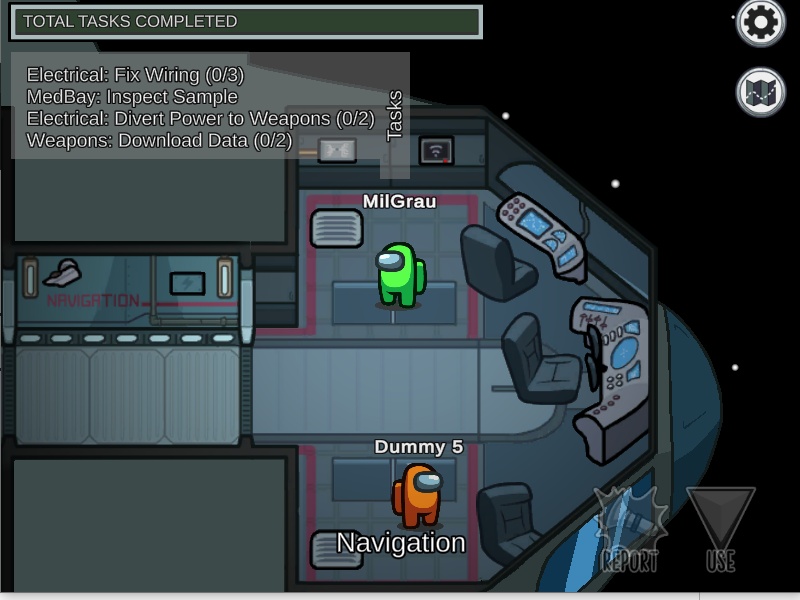 TOTAL TASKS COMPLETED
Electrical: Fix Wiring (0/3)
MedBay: Inspect Sample
Electrical: Divert Power to Weapons (0/2)
Weapons: Download Data (0/2)
Tasks
MilGrau
NAVIGATION
Dummy 5
Navigation
REPORT
USE